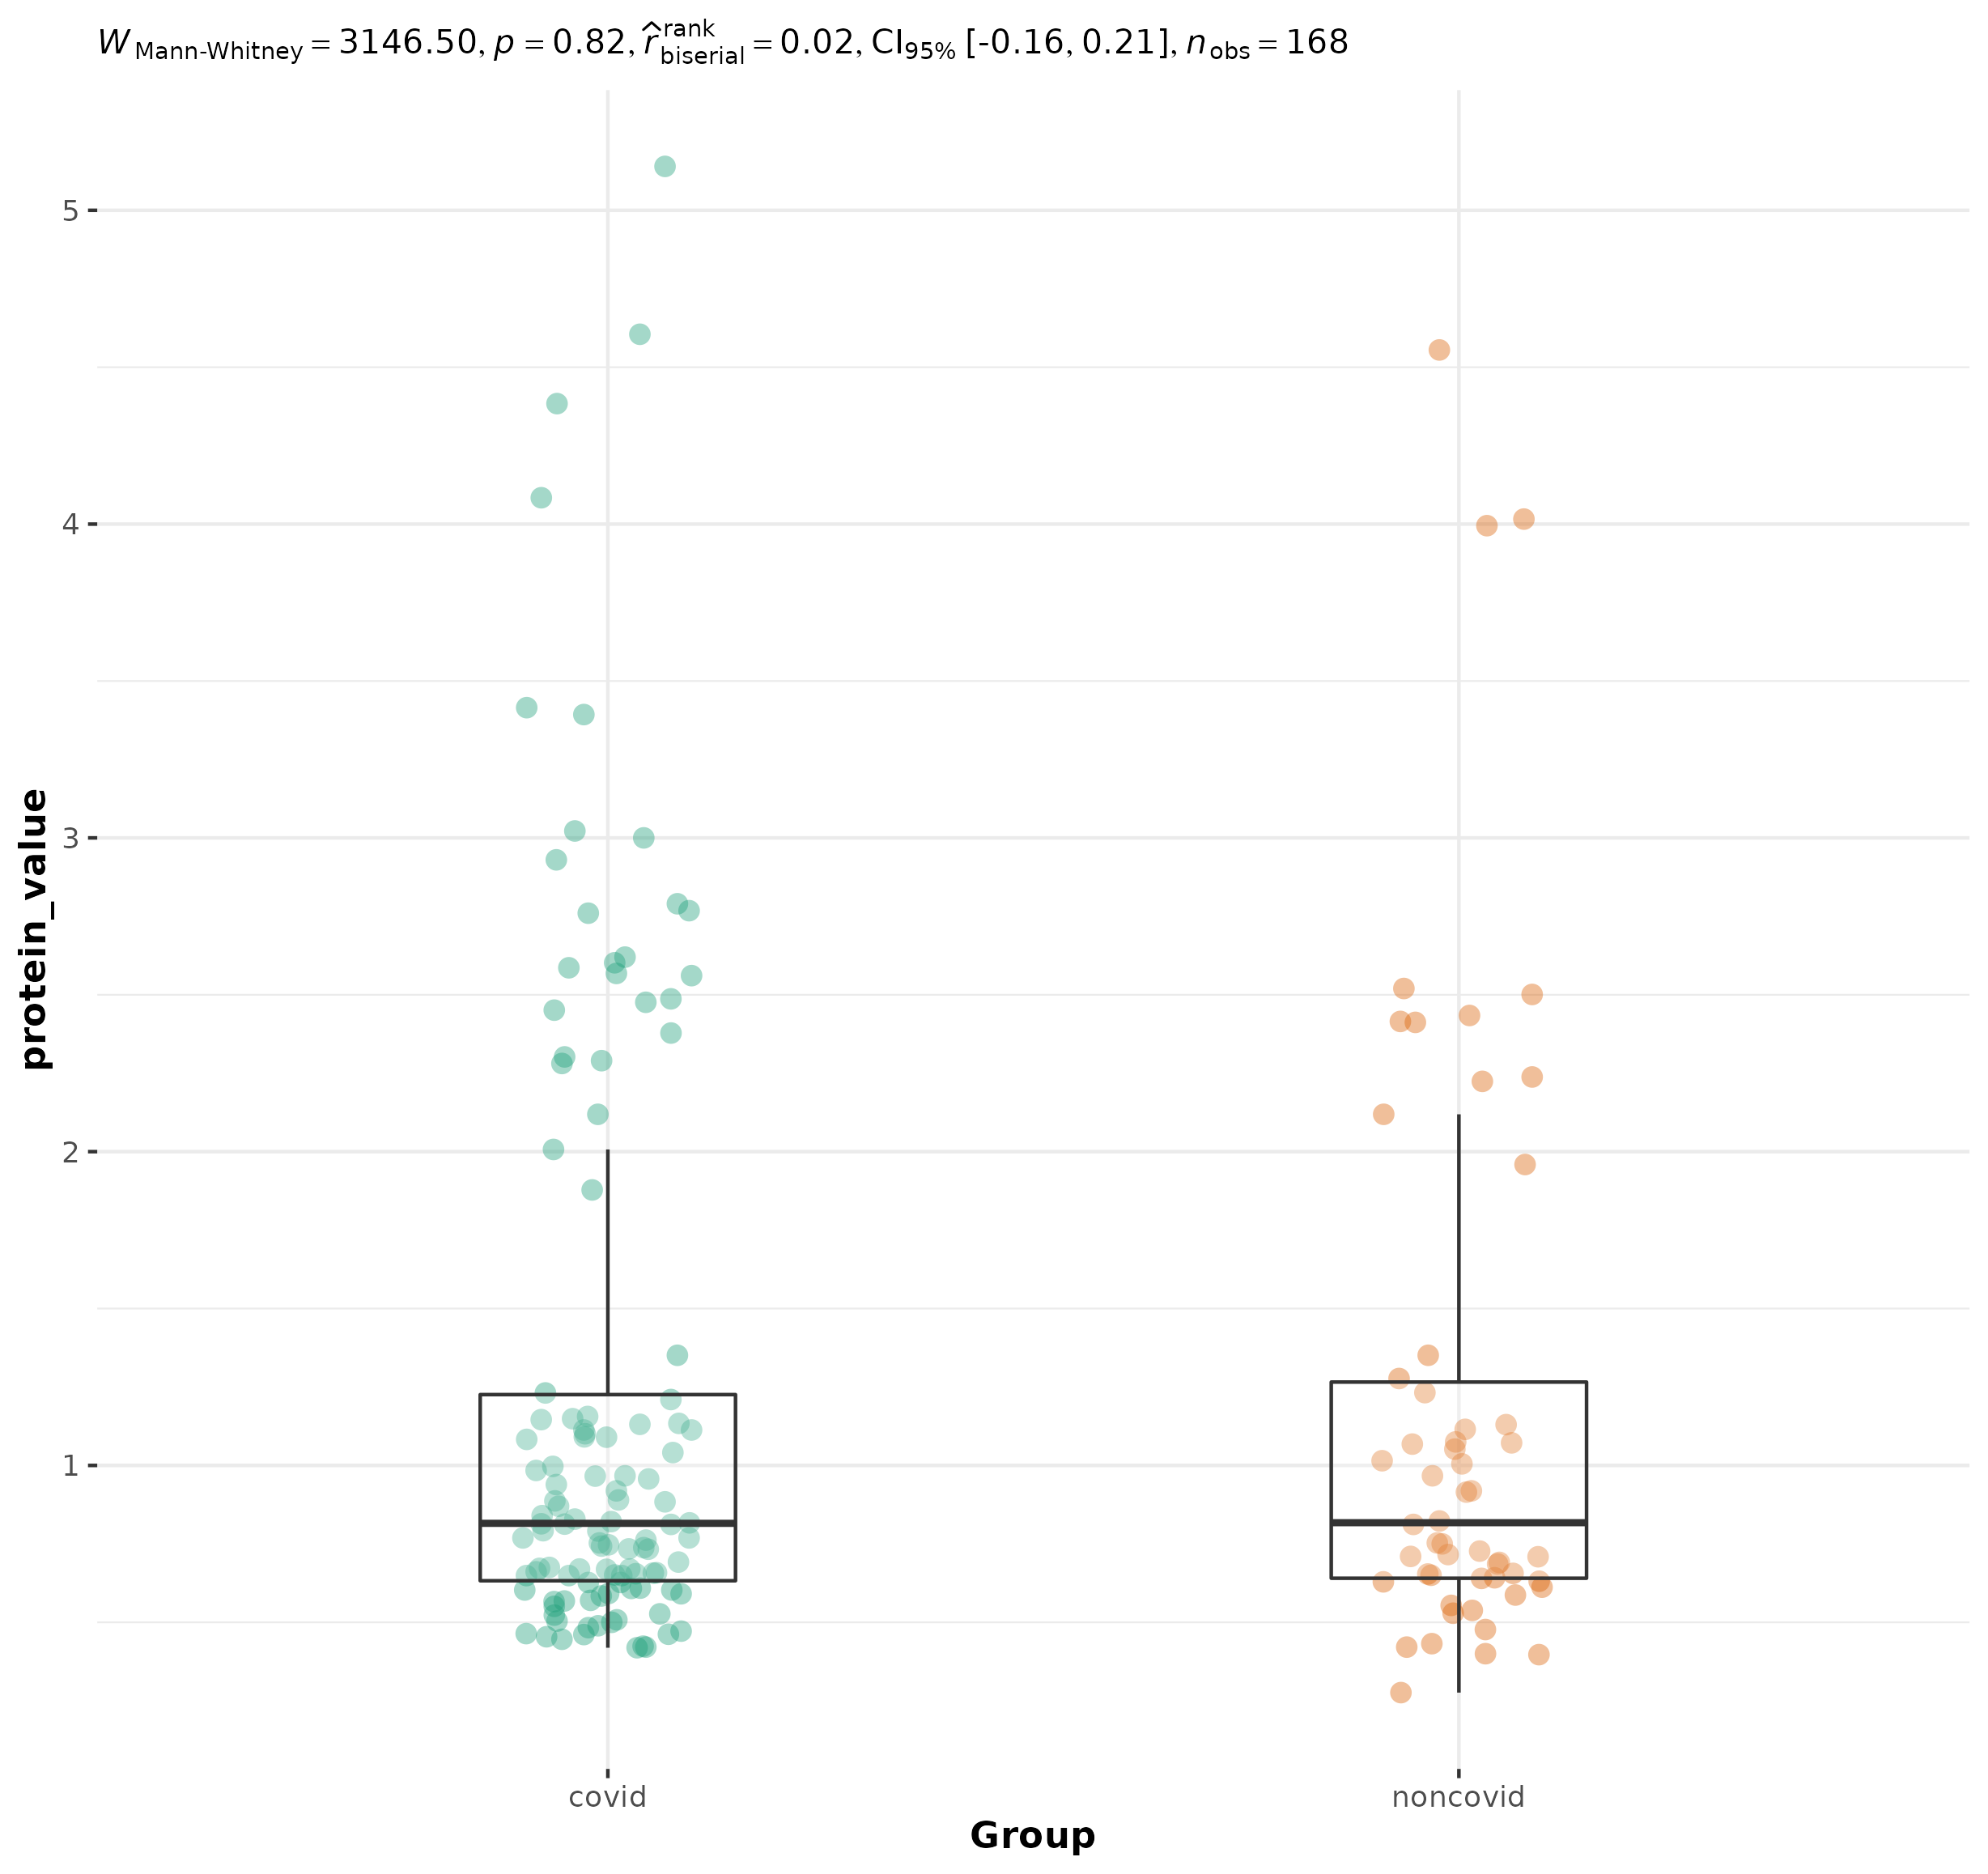 W Mann-Whitney = 3146.50, p = 0.82, r̂ rank biserial = 0.02, CI95% [-0.16, 0.21], nobs = 168
protein_value
5
4
3
2
1
covid noncovid
Group